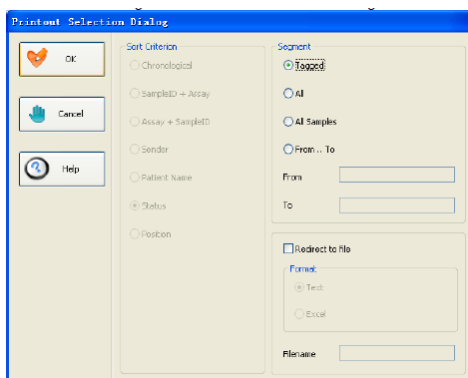 Printout Selecti Dialog
OK
Cancel
Help
Sort Criterion
Chronological
SampleID + Assay
Assay + SampleID
Sender
Patient Name
Status
Position
Segment
Tagged
All
All Samples
From .. To
From
To
Redirect to file
Format
Text
Excel
Filename